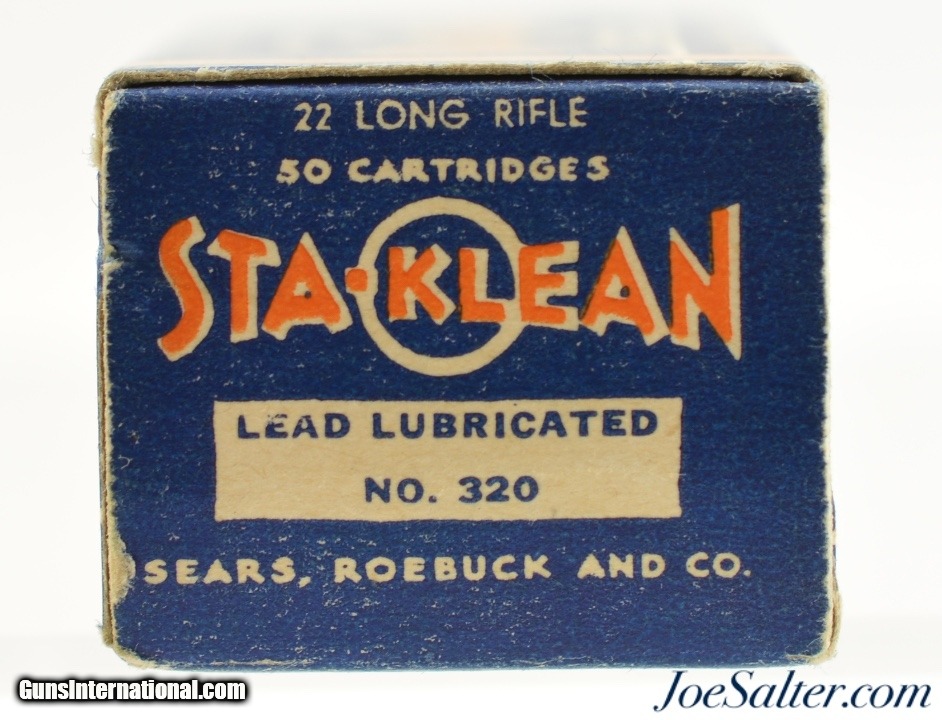 22 LONG RIFLE
50 CARTRIDGES
STA·KLEAN
LEAD LUBRICATED
NO. 320
SEARS, ROEBUCK AND CO.
GunsInternational.com
JoeSalter.com